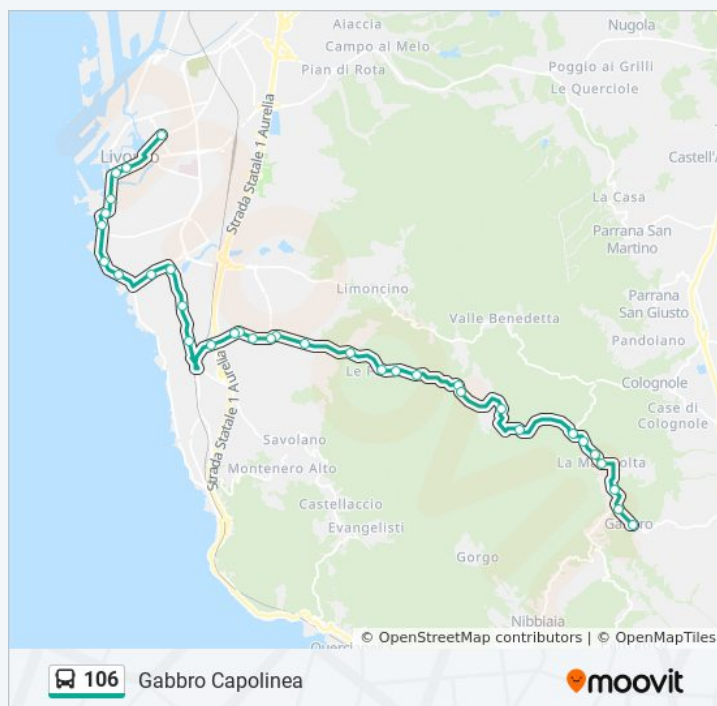 Aiaccia
Nugola
Campo al Melo
Pian di Rota
Poggio ai Grilli
Le Querciole
Livorno
Castell'A
Strada Statale 1 Aurelia
La Casa
Parrana San
Martino
Limoncino
Parrana
San Giusto
Valle Benedetta
Pandolano
Colognole
Case di
Colognole
Strada Statale 1 Aurelia
Savolano
Montenero Alto
La
Castellaccio
Gabbro
Evangelisti
Gorgo
Nibbiaia
© OpenStreetMap contributors | © OpenMapTiles
106 Gabbro Capolinea
moovit